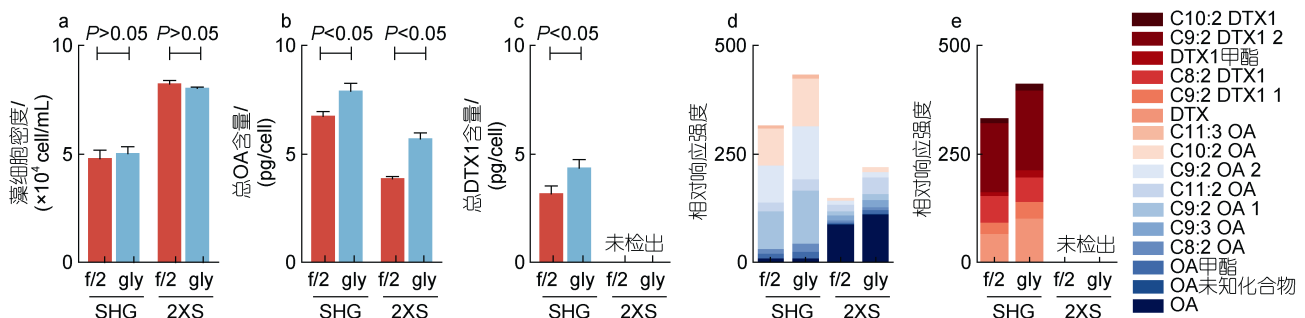 a
P>0.05
P>0.05
10
5
0
藻细胞密度/
(×10⁴ cell/mL)
f/2 gly f/2 gly
SHG 2XS
b
P<0.05
P<0.05
10
5
0
总OA含量/
(pg/cell)
f/2 gly f/2 gly
SHG 2XS
c
P<0.05
10
5
0
总DTX1含量/
(pg/cell)
未检出
f/2 gly f/2 gly
SHG 2XS
d
500
250
0
相对响应强度
f/2 gly f/2 gly
SHG 2XS
e
500
250
0
相对响应强度
未检出
f/2 gly f/2 gly
SHG 2XS
C10:2 DTX1
C9:2 DTX1 2
DTX1甲酯
C8:2 DTX1
C9:2 DTX1 1
DTX
C11:3 OA
C10:2 OA
C9:2 OA 2
C11:2 OA
C9:2 OA 1
C9:3 OA
C8:2 OA
OA甲酯
OA未知化合物
OA